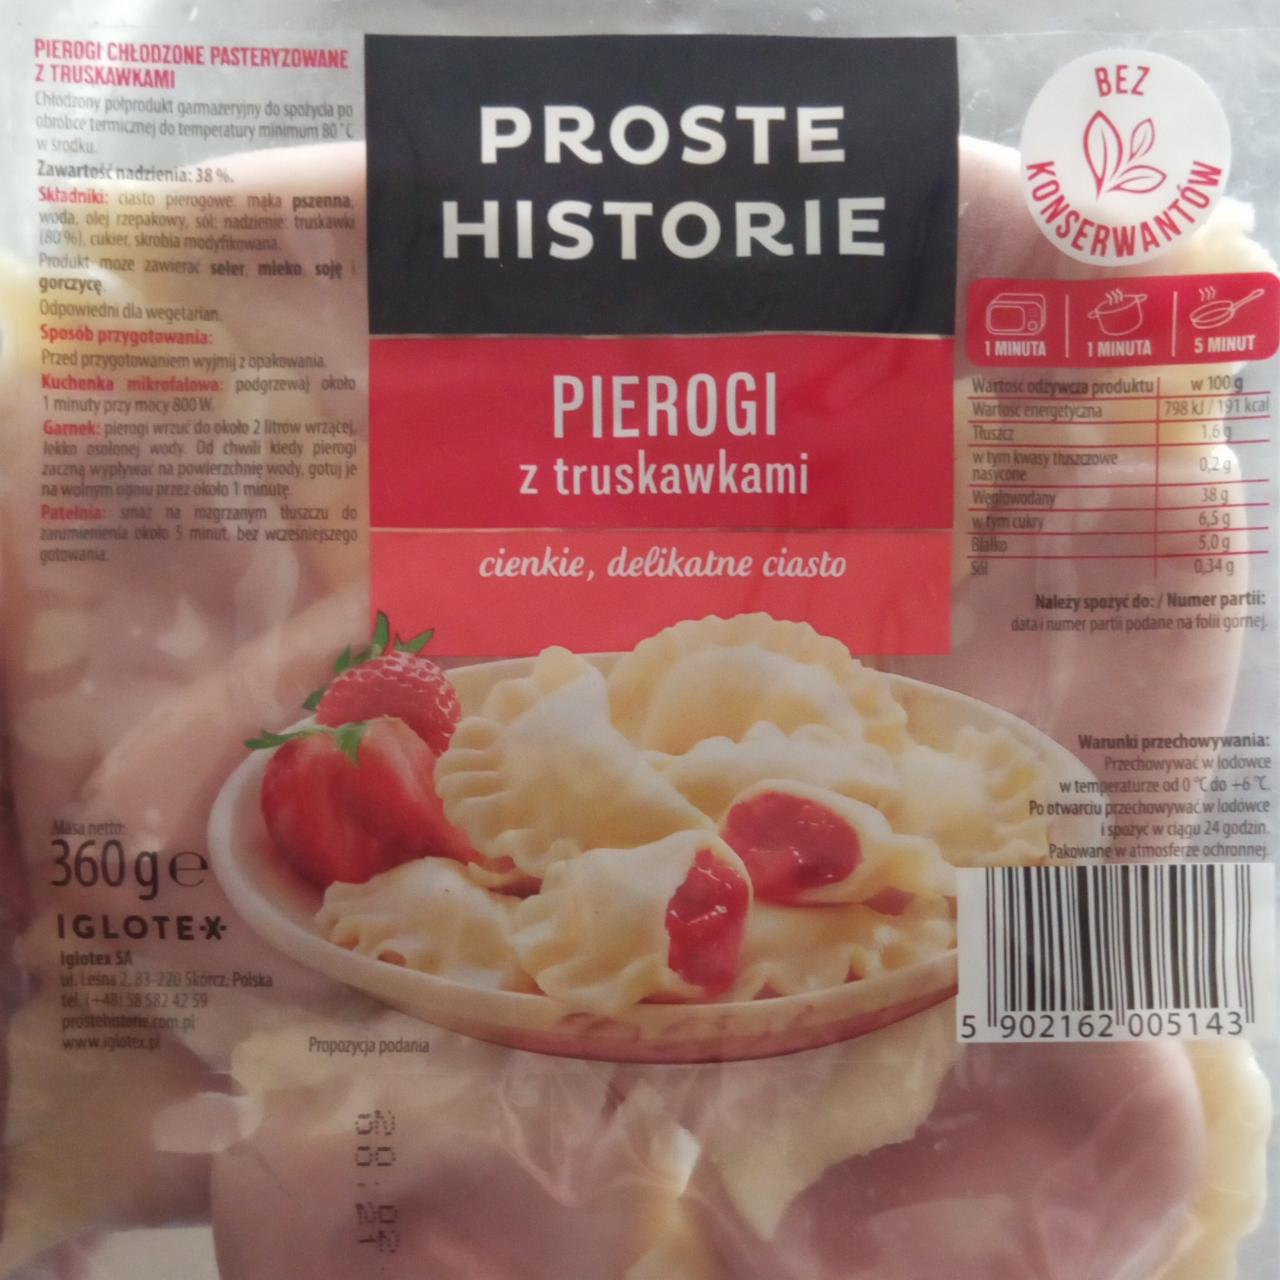 PIEROGI CHŁODZONE PASTERYZOWANE
Z TRUSKAWKAMI
Chłodzony półprodukt garmażeryjny do spożycia po
obróbce termicznej do temperatury minimum 80°C
w środku.
Zawartość nadzienia: 38 %.
Składniki: ciasto pierogowe: mąka pszenna,
woda, olej rzepakowy, sól; nadzienie: truskawki
(80%), cukier, skrobia modyfikowana.
Produkt może zawierać seler, mleko, soję i
gorczycę.
Odpowiedni dla wegetarian.
Sposób przygotowania:
Przed przygotowaniem wyjmij z opakowania.
Kuchenka mikrofalowa: podgrzewaj około
1 minuty przy mocy 800 W.
Garnek: pierogi wrzuć do około 2 litrów wrzącej,
lekko osolonej wody. Od chwili kiedy pierogi
zaczną wypływać na powierzchnię wody, gotuj je
na wolnym ogniu przez około 1 minutę.
Patelnia: smaż na rozgrzanym tłuszczu do
zarumienienia około 5 minut, bez wcześniejszego
gotowania.
PROSTE
HISTORIE
PIEROGI
z truskawkami
cienkie, delikatne ciasto
BEZ
KONSERWANTÓW
1 MINUTA 1 MINUTA 5 MINUT
Wartość odżywcza produktu w 100 g
Wartość energetyczna 798 kJ / 191 kcal
Tłuszcz 1,6 g
w tym kwasy tłuszczowe
nasycone 0,2 g
Węglowodany 38 g
w tym cukry 6,5 g
Białko 5,0 g
Sól 0,34 g
Należy spożyć do: / Numer partii:
data i numer partii podane na folii górnej.
Warunki przechowywania:
Przechowywać w lodówce
w temperaturze od 0 °C do +6 °C.
Po otwarciu przechowywać w lodówce
i spożyć w ciągu 24 godzin.
Pakowane w atmosferze ochronnej.
5 902162 005143
Masa netto:
360 g e
IGLOTEX
Iglotex SA
ul. Leśna 2, 83-220 Skórcz, Polska
tel. (+48) 58 582 42 59
prostehistorie.com.pl
www.iglotex.pl
Propozycja podania